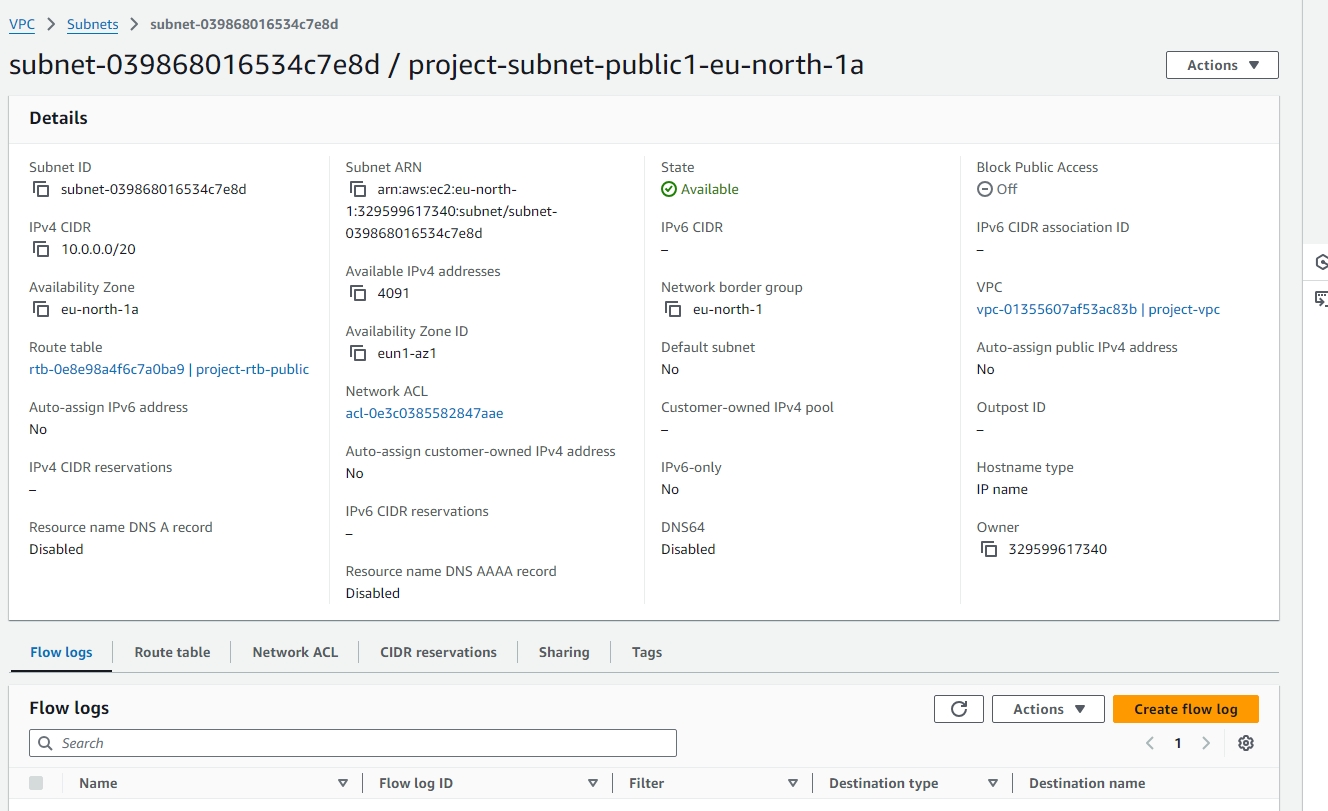 VPC > Subnets > subnet-039868016534c7e8d
subnet-039868016534c7e8d / project-subnet-public1-eu-north-1a
Actions
Details
Subnet ID
subnet-039868016534c7e8d
IPv4 CIDR
10.0.0.0/20
Availability Zone
eu-north-1a
Route table
rtb-0e8e98a4f6c7a0ba9 | project-rtb-public
Auto-assign IPv6 address
No
IPv4 CIDR reservations
–
Resource name DNS A record
Disabled
Subnet ARN
arn:aws:ec2:eu-north-
1:329599617340:subnet/subnet-
039868016534c7e8d
Available IPv4 addresses
4091
Availability Zone ID
eun1-az1
Network ACL
acl-0e3c0385582847aae
Auto-assign customer-owned IPv4 address
No
IPv6 CIDR reservations
–
Resource name DNS AAAA record
Disabled
State
Available
IPv6 CIDR
–
Network border group
eu-north-1
Default subnet
No
Customer-owned IPv4 pool
–
IPv6-only
No
DNS64
Disabled
Block Public Access
Off
IPv6 CIDR association ID
–
VPC
vpc-01355607af53ac83b | project-vpc
Auto-assign public IPv4 address
No
Outpost ID
–
Hostname type
IP name
Owner
329599617340
Flow logs Route table Network ACL CIDR reservations Sharing Tags
Flow logs
Actions
Create flow log
Search
1
Name Flow log ID Filter Destination type Destination name